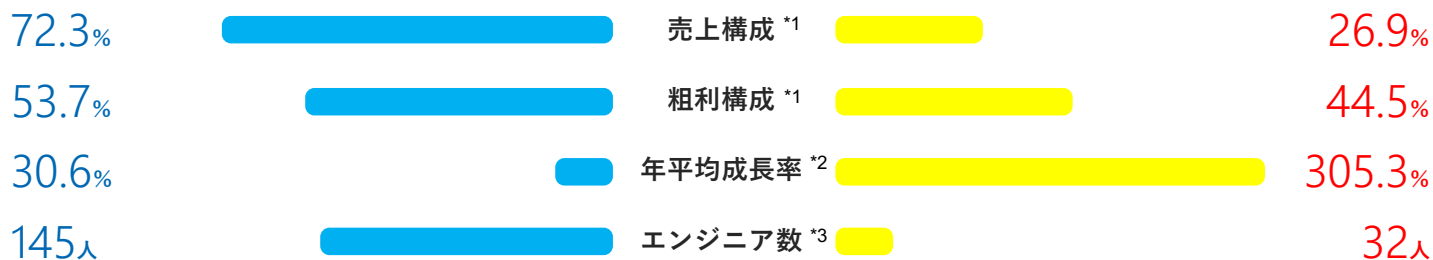 72.3% 売上構成 *1 26.9%
53.7% 粗利構成 *1 44.5%
30.6% 年平均成長率 *2 305.3%
145人 エンジニア数 *3 32人